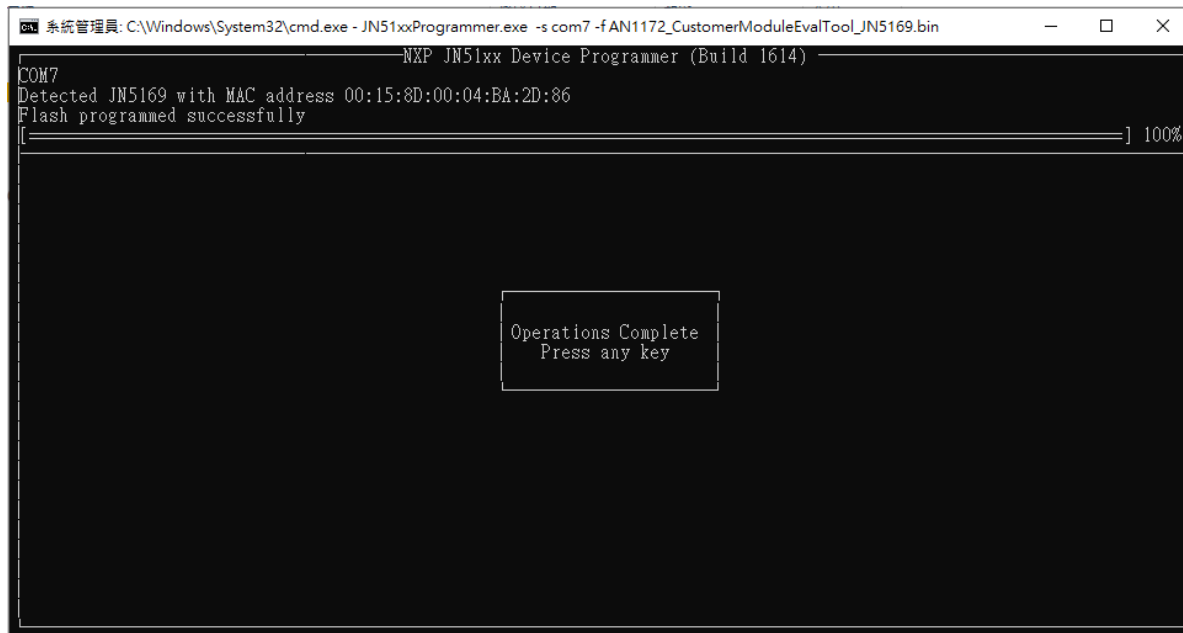 系統管理員: C:\Windows\System32\cmd.exe - JN51xxProgrammer.exe -s com7 -f AN1172_CustomerModuleEvalTool_JN5169.bin
NXP JN51xx Device Programmer (Build 1614)
COM7
Detected JN5169 with MAC address 00:15:8D:00:04:BA:2D:86
Flash programmed successfully
100%
Operations Complete
Press any key